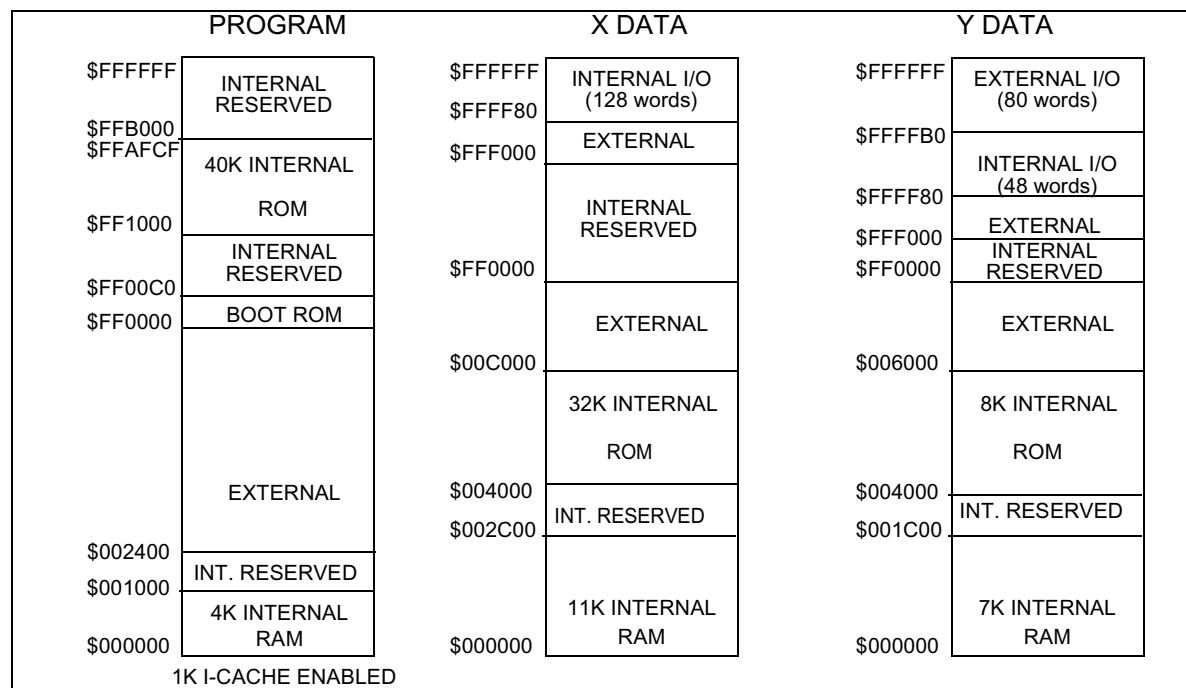 PROGRAM
$FFFFFF
INTERNAL
RESERVED
$FFB000
$FFAFCF
40K INTERNAL
ROM
$FF1000
INTERNAL
RESERVED
$FF00C0
BOOT ROM
$FF0000
EXTERNAL
$002400
INT. RESERVED
$001000
4K INTERNAL
RAM
$000000
1K I-CACHE ENABLED
X DATA
$FFFFFF
INTERNAL I/O
(128 words)
$FFFF80
EXTERNAL
$FFF000
INTERNAL
RESERVED
$FF0000
EXTERNAL
$00C000
32K INTERNAL
ROM
$004000
INT. RESERVED
$002C00
11K INTERNAL
RAM
$000000
Y DATA
$FFFFFF
EXTERNAL I/O
(80 words)
$FFFFB0
INTERNAL I/O
(48 words)
$FFFF80
EXTERNAL
$FFF000
INTERNAL
$FF0000
RESERVED
EXTERNAL
$006000
8K INTERNAL
ROM
$004000
INT. RESERVED
$001C00
7K INTERNAL
RAM
$000000